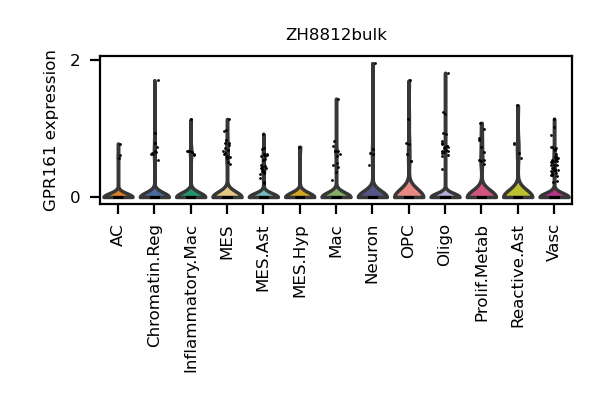 ZH8812bulk
GPR161 expression
2
0
AC
Chromatin.Reg
Inflammatory.Mac
MES
MES.Ast
MES.Hyp
Mac
Neuron
OPC
Oligo
Prolif.Metab
Reactive.Ast
Vasc